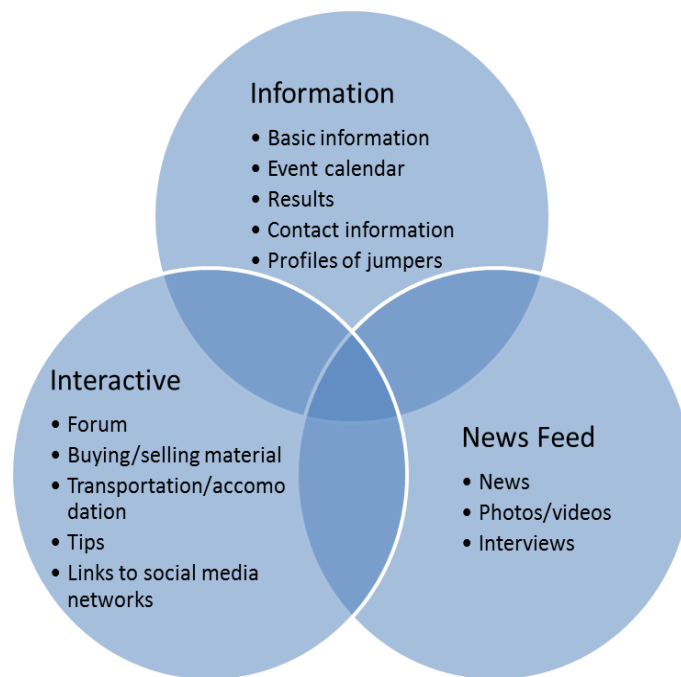 Information
• Basic information
• Event calendar
• Results
• Contact information
• Profiles of jumpers
Interactive
• Forum
• Buying/selling material
• Transportation/accomo
dation
• Tips
• Links to social media
networks
News Feed
• News
• Photos/videos
• Interviews